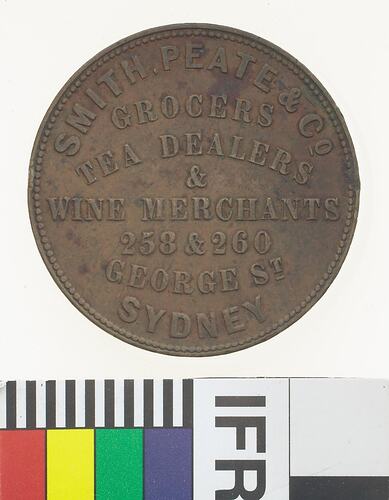 SMITH, PEATE & CO
GROCERS
TEA DEALERS
&
WINE MERCHANTS
258 & 260
GEORGE ST
SYDNEY
IFR